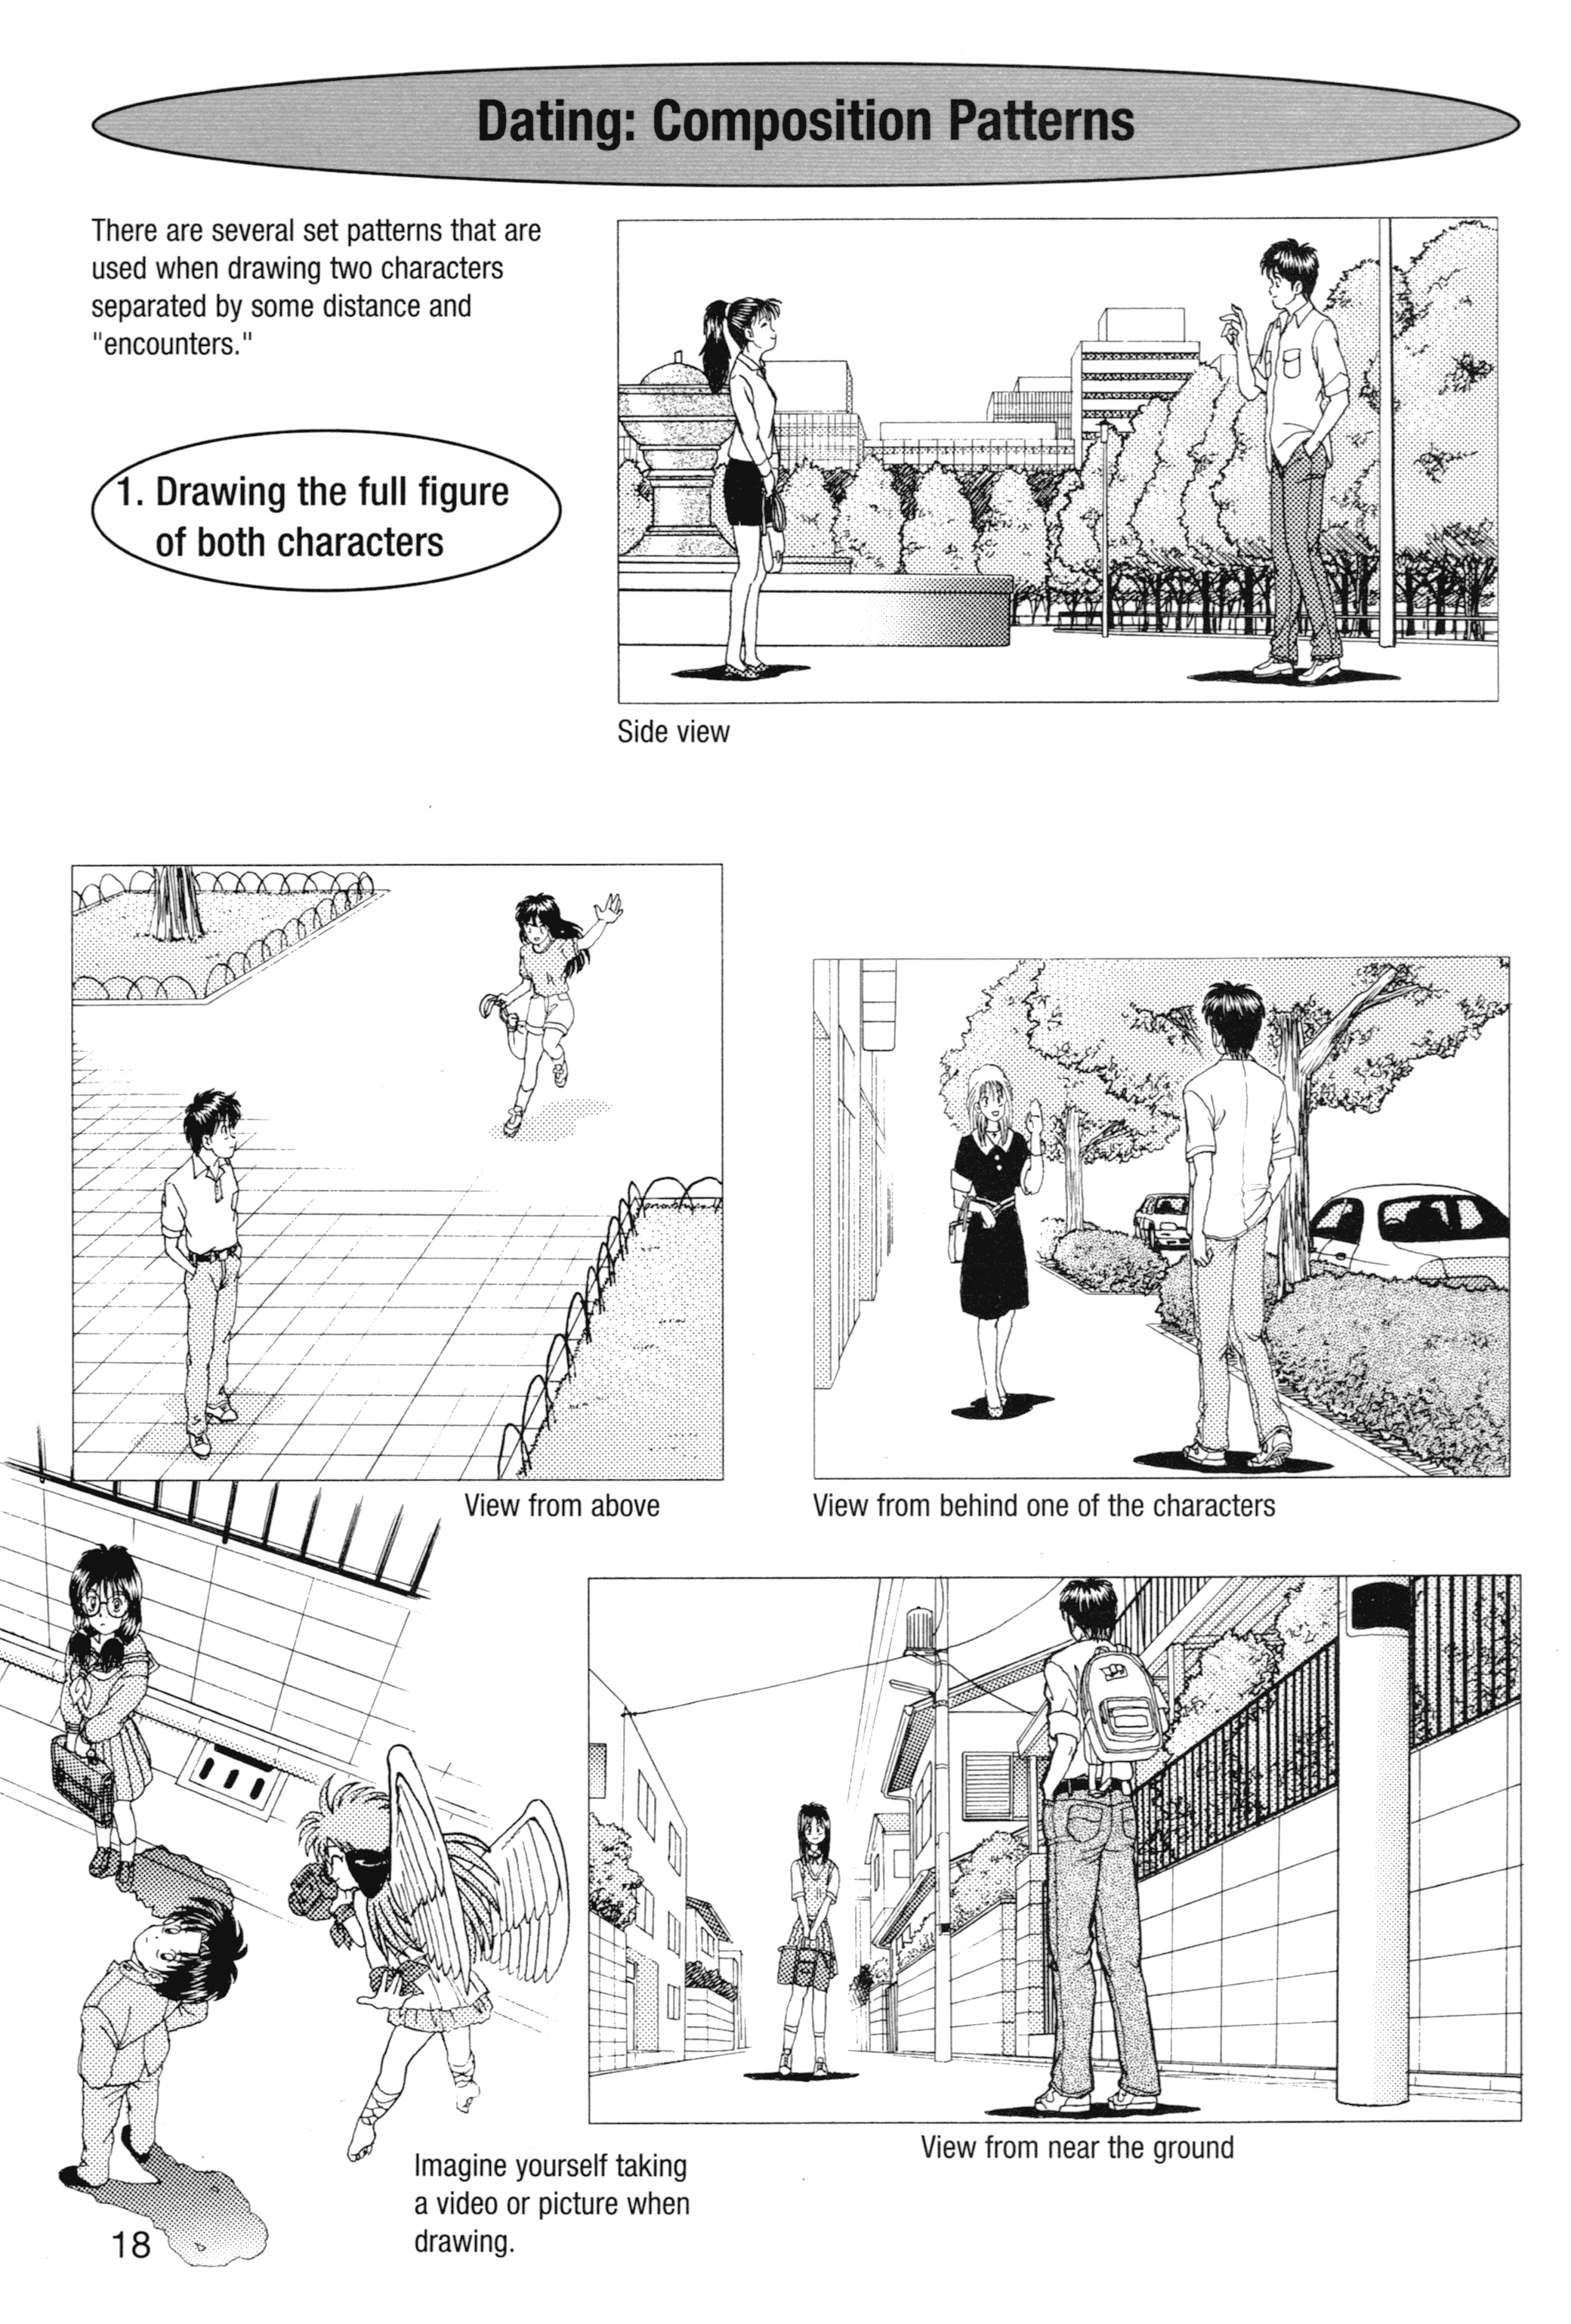 Dating: Composition Patterns
There are several set patterns that are
used when drawing two characters
separated by some distance and
"encounters."
1. Drawing the full figure
of both characters
Side view
View from above
View from behind one of the characters
View from near the ground
Imagine yourself taking
a video or picture when
drawing.
18